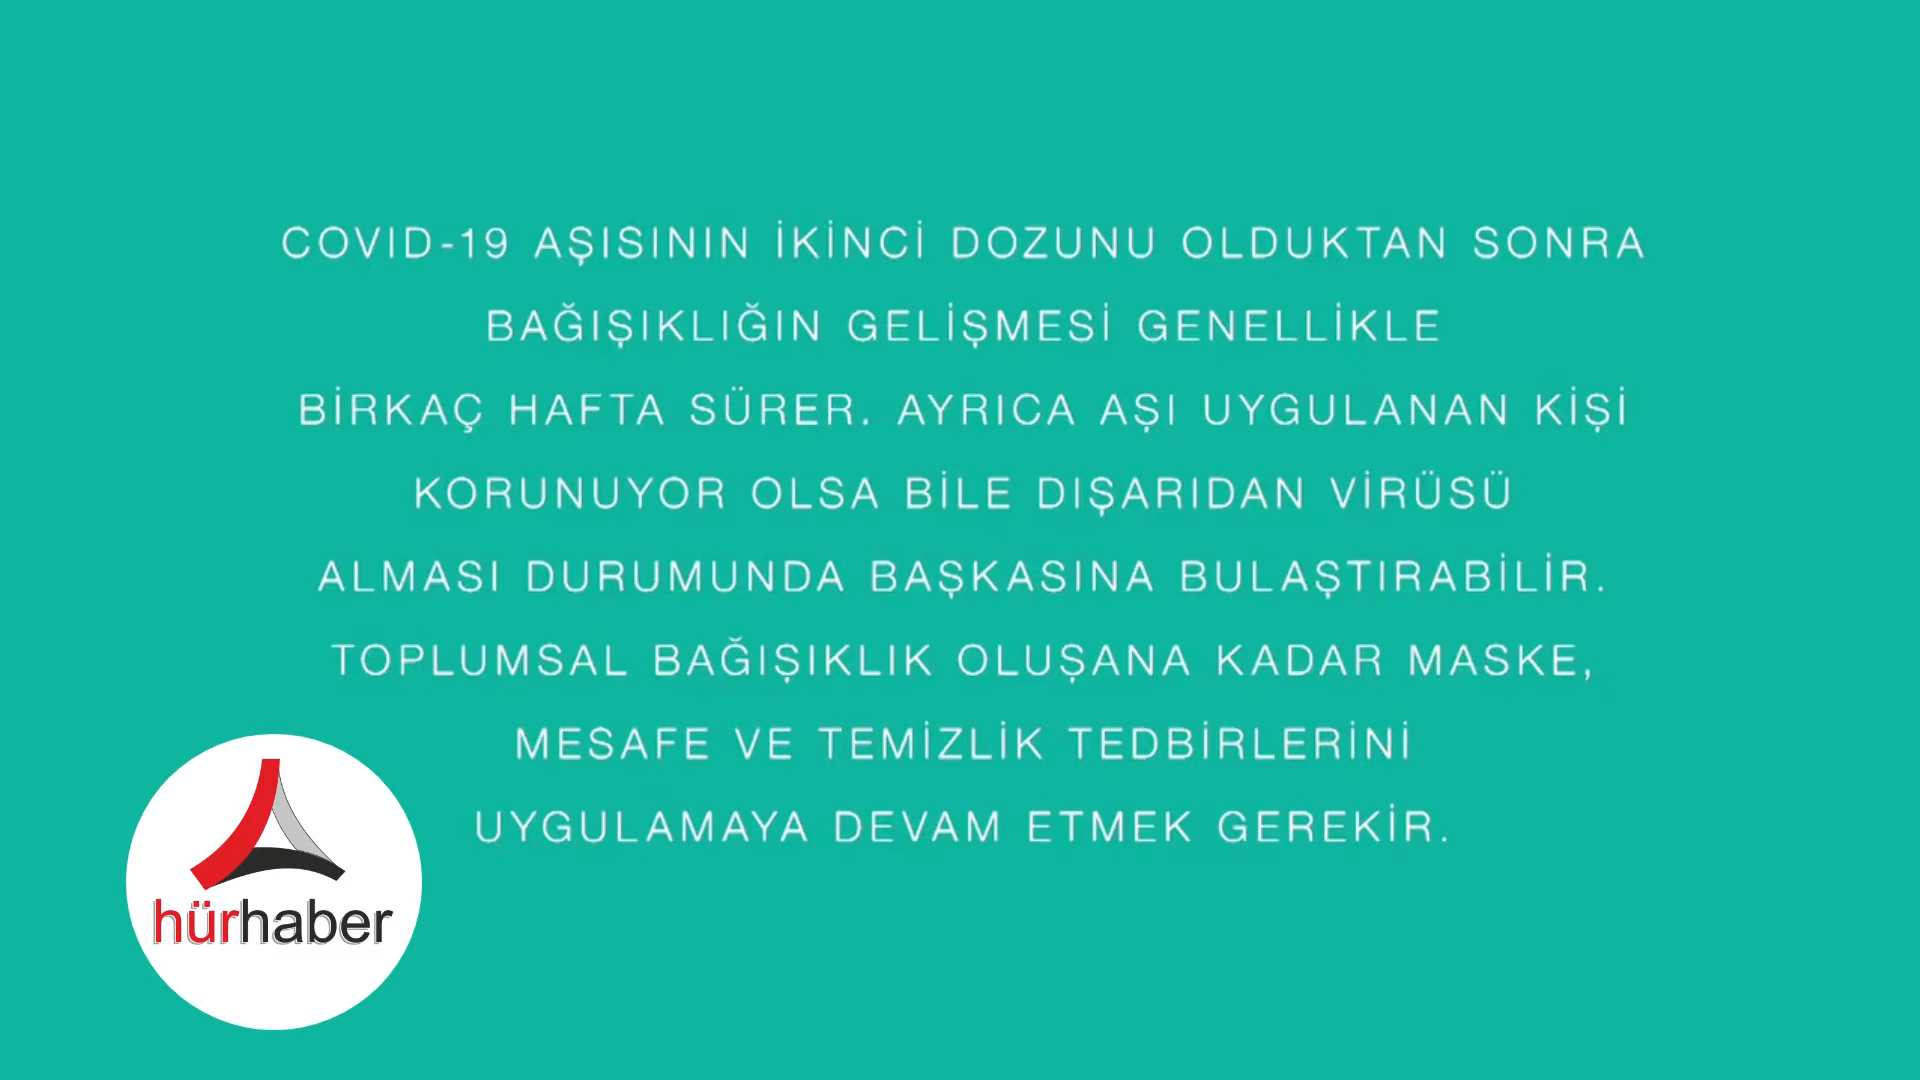 COVID-19 AŞISININ İKİNCİ DOZUNU OLDUKTAN SONRA
BAĞIŞIKLIĞIN GELİŞMESİ GENELLİKLE
BİRKAÇ HAFTA SÜRER. AYRICA AŞI UYGULANAN KİŞİ
KORUNUYOR OLSA BİLE DIŞARIDAN VİRÜSÜ
ALMASI DURUMUNDA BAŞKASINA BULAŞTIRABİLİR.
TOPLUMSAL BAĞIŞIKLIK OLUŞANA KADAR MASKE,
MESAFE VE TEMİZLİK TEDBİRLERİNİ
UYGULAMAYA DEVAM ETMEK GEREKİR.
hürhaber